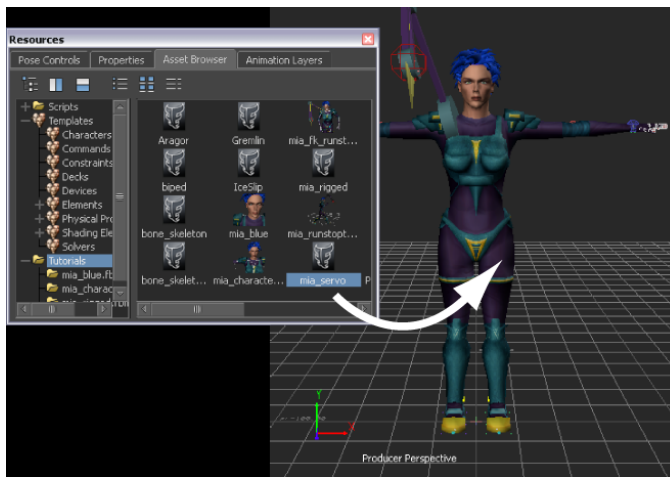 Resources
Pose Controls Properties Asset Browser Animation Layers
Scripts
Templates
Characters
Commands
Constraints
Decks
Devices
Elements
Physical Pro
Shading Ele
Solvers
Tutorials
mia_blue.fb
mia_charac
mia_rigged.fbx
Aragor Gremlin mia_fk_runst...
biped IceSlip mia_rigged
bone_skeleton mia_blue mia_runstopt...
bone_skelet... mia_characte... mia_servo P
Y
X
Producer Perspective